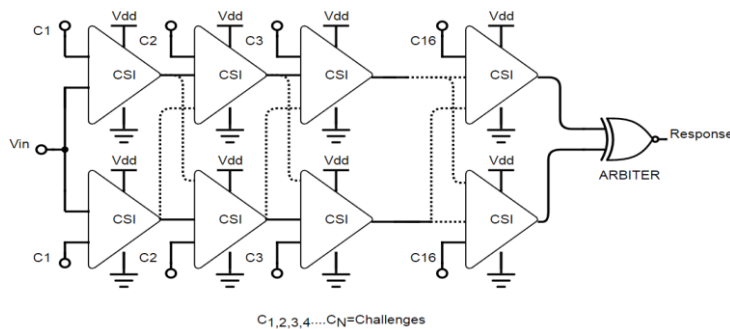 Vdd Vdd Vdd Vdd
C1 C2 C3 C16
CSI CSI CSI CSI
Vin
Response
ARBITER
Vdd Vdd Vdd Vdd
CSI CSI CSI CSI
C1 C2 C3 C16
C1,2,3,4....CN=Challenges